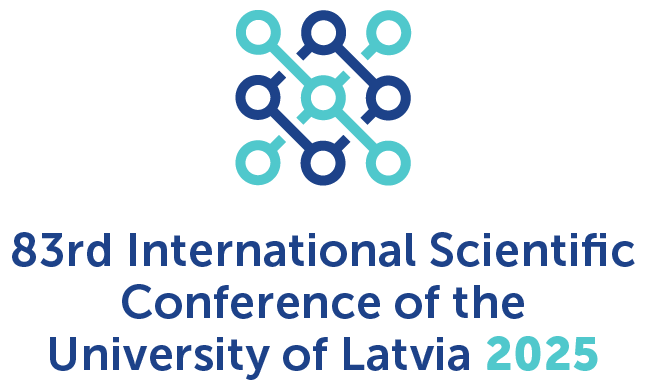 83rd International Scientific
Conference of the
University of Latvia 2025